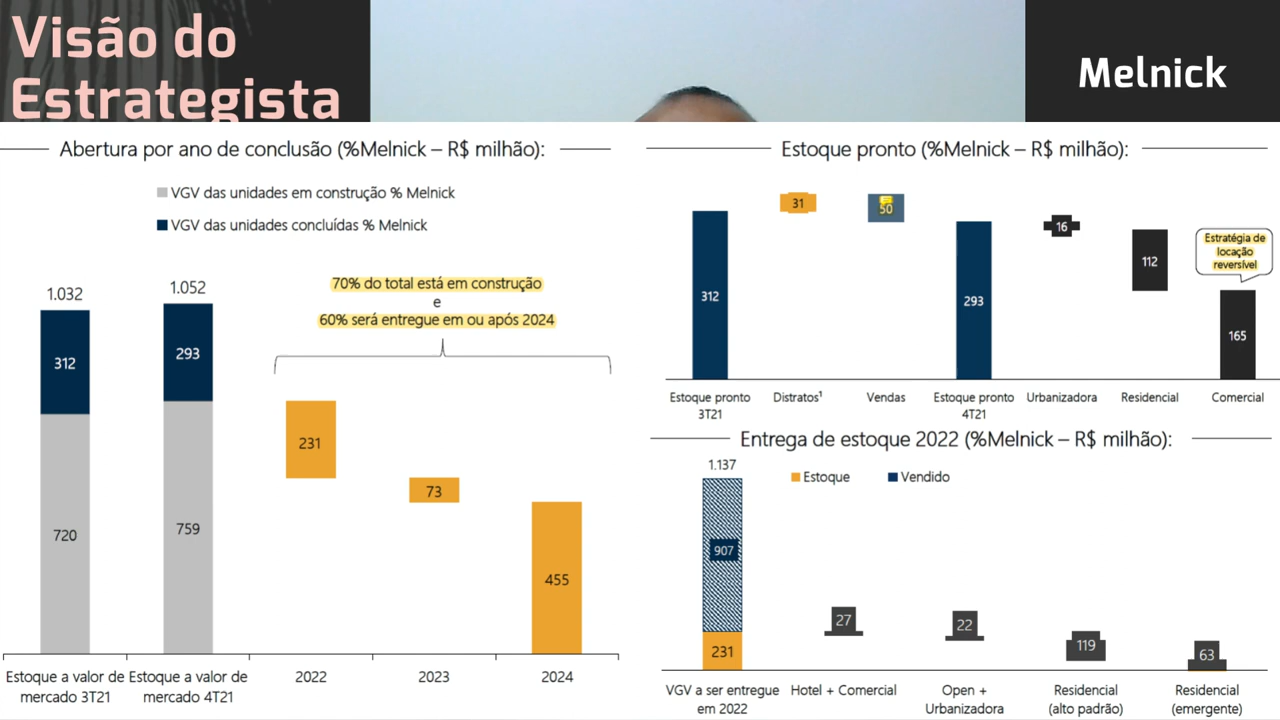 Visão do
Estrategista
Melnick
Abertura por ano de conclusão (%Melnick – R$ milhão):
VGV das unidades em construção % Melnick
VGV das unidades concluídas % Melnick
70% do total está em construção
e
60% será entregue em ou após 2024
1.032
1.052
312
293
720
759
231
73
455
Estoque a valor de
mercado 3T21
Estoque a valor de
mercado 4T21
2022
2023
2024
Estoque pronto (%Melnick – R$ milhão):
312
31
50
293
16
112
165
Estratégia de
locação
reversível
Estoque pronto
3T21
Distratos¹
Vendas
Estoque pronto
4T21
Urbanizadora
Residencial
Comercial
Entrega de estoque 2022 (%Melnick – R$ milhão):
Estoque
Vendido
1.137
907
231
27
22
119
63
VGV a ser entregue
em 2022
Hotel + Comercial
Open +
Urbanizadora
Residencial
(alto padrão)
Residencial
(emergente)